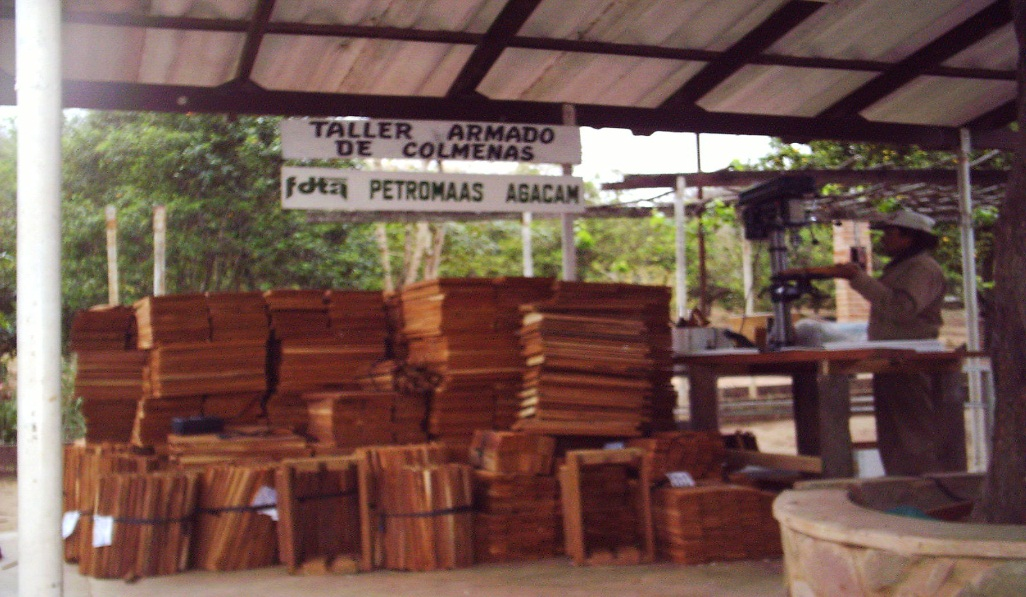 TALLER ARMADO
DE COLMENAS
fdta PETROMAAS AGACAM